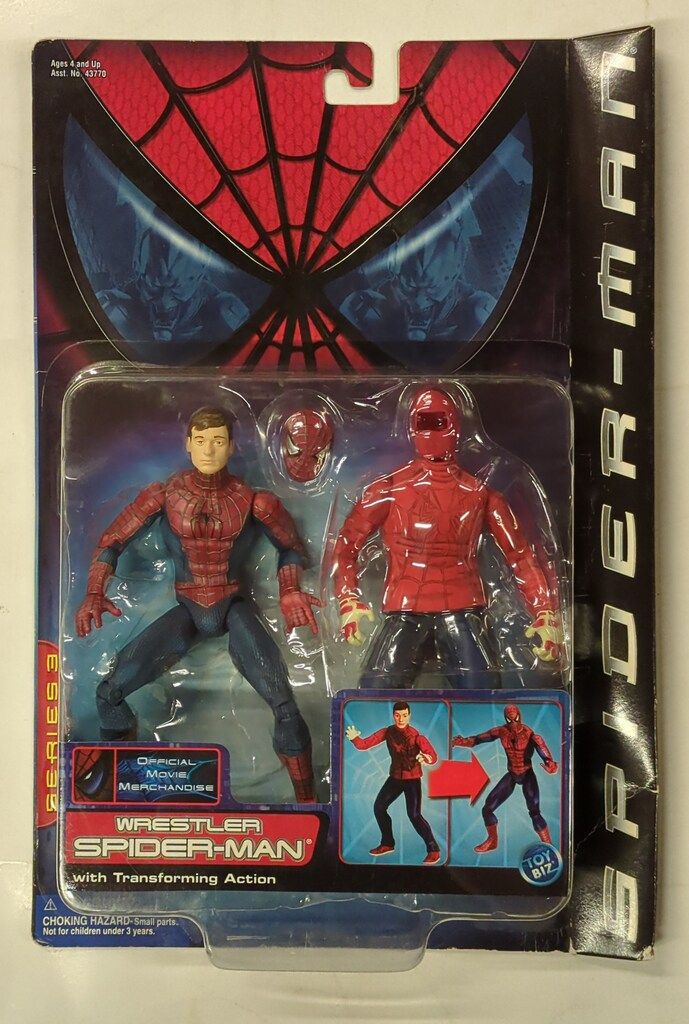 Ages 4 and Up
Asst. No. 43770
SPIDER-MAN®
SERIES 3
OFFICIAL
MOVIE
MERCHANDISE
WRESTLER
SPIDER-MAN®
with Transforming Action
TOY
BIZ
⚠
CHOKING HAZARD-Small parts.
Not for children under 3 years.